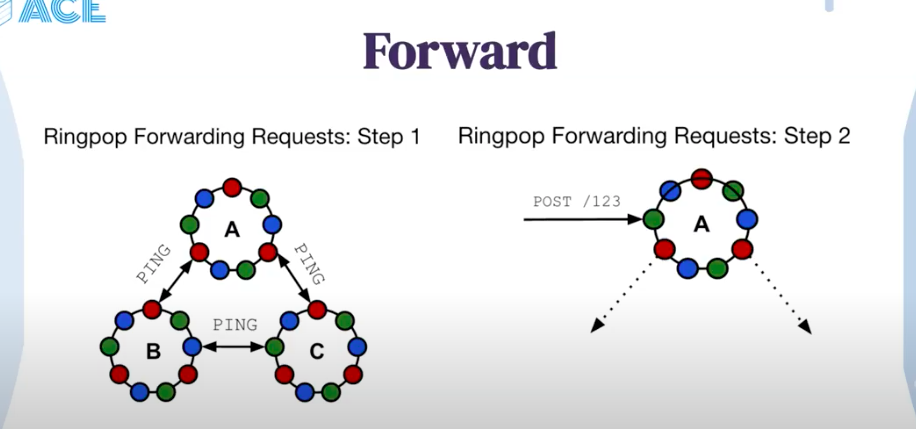 ACE
Forward
Ringpop Forwarding Requests: Step 1
Ringpop Forwarding Requests: Step 2
A
PING
PING
PING
B
C
POST /123
A